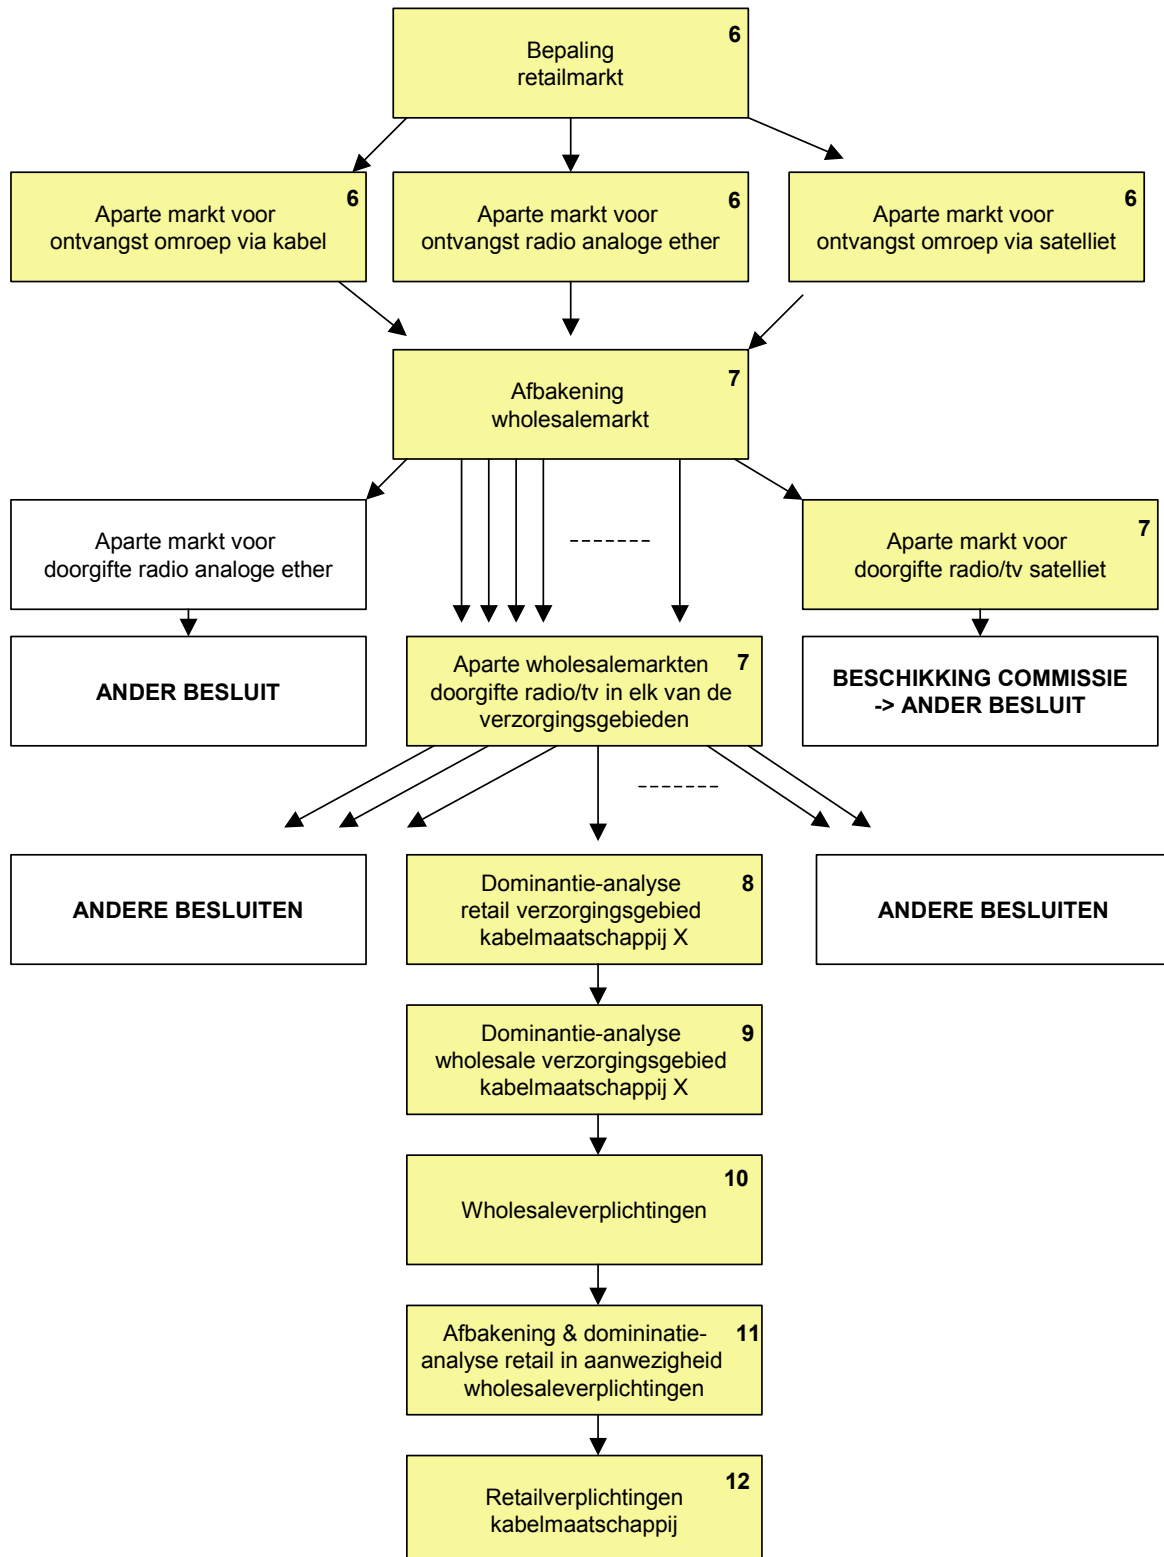 Bepaling
retailmarkt
6
Aparte markt voor
ontvangst omroep via kabel
6
Aparte markt voor
ontvangst radio analoge ether
6
Aparte markt voor
ontvangst omroep via satelliet
6
Afbakening
wholesalemarkt
7
Aparte markt voor
doorgifte radio analoge ether
-------
Aparte markt voor
doorgifte radio/tv satelliet
7
ANDER BESLUIT
Aparte wholesalemarkten
doorgifte radio/tv in elk van de
verzorgingsgebieden
7
BESCHIKKING COMMISSIE
-> ANDER BESLUIT
-------
ANDERE BESLUITEN
Dominantie-analyse
retail verzorgingsgebied
kabelmaatschappij X
8
ANDERE BESLUITEN
Dominantie-analyse
wholesale verzorgingsgebied
kabelmaatschappij X
9
Wholesaleverplichtingen
10
Afbakening & domininatie-
analyse retail in aanwezigheid
wholesaleverplichtingen
11
Retailverplichtingen
kabelmaatschappij
12